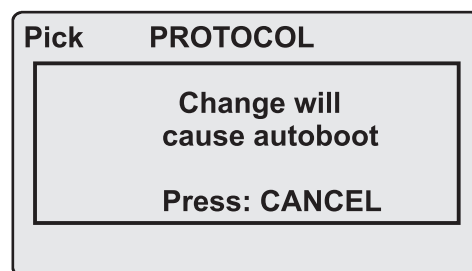 Pick PROTOCOL
Change will
cause autoboot
Press: CANCEL